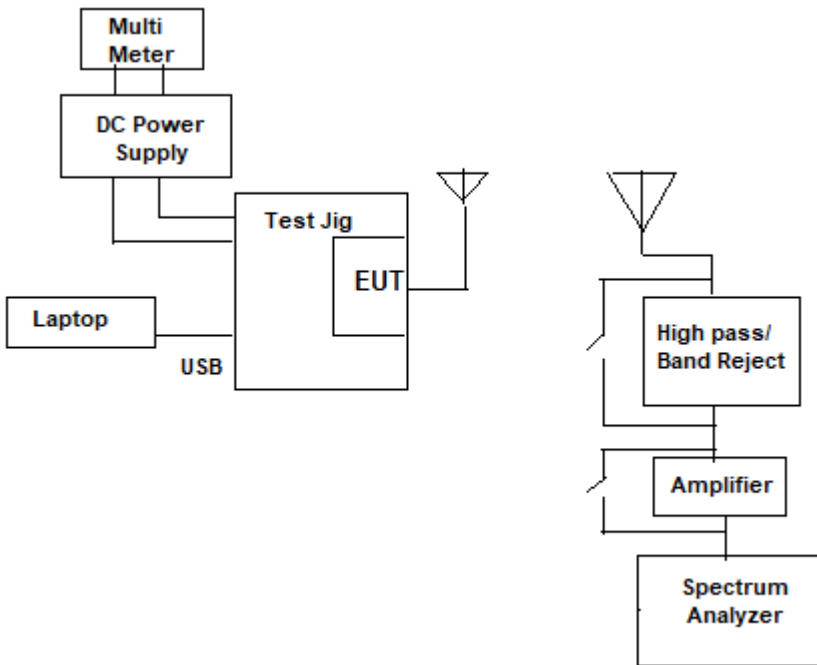 Multi
Meter
DC Power
Supply
Test Jig
EUT
Laptop
USB
High pass/
Band Reject
Amplifier
Spectrum
Analyzer